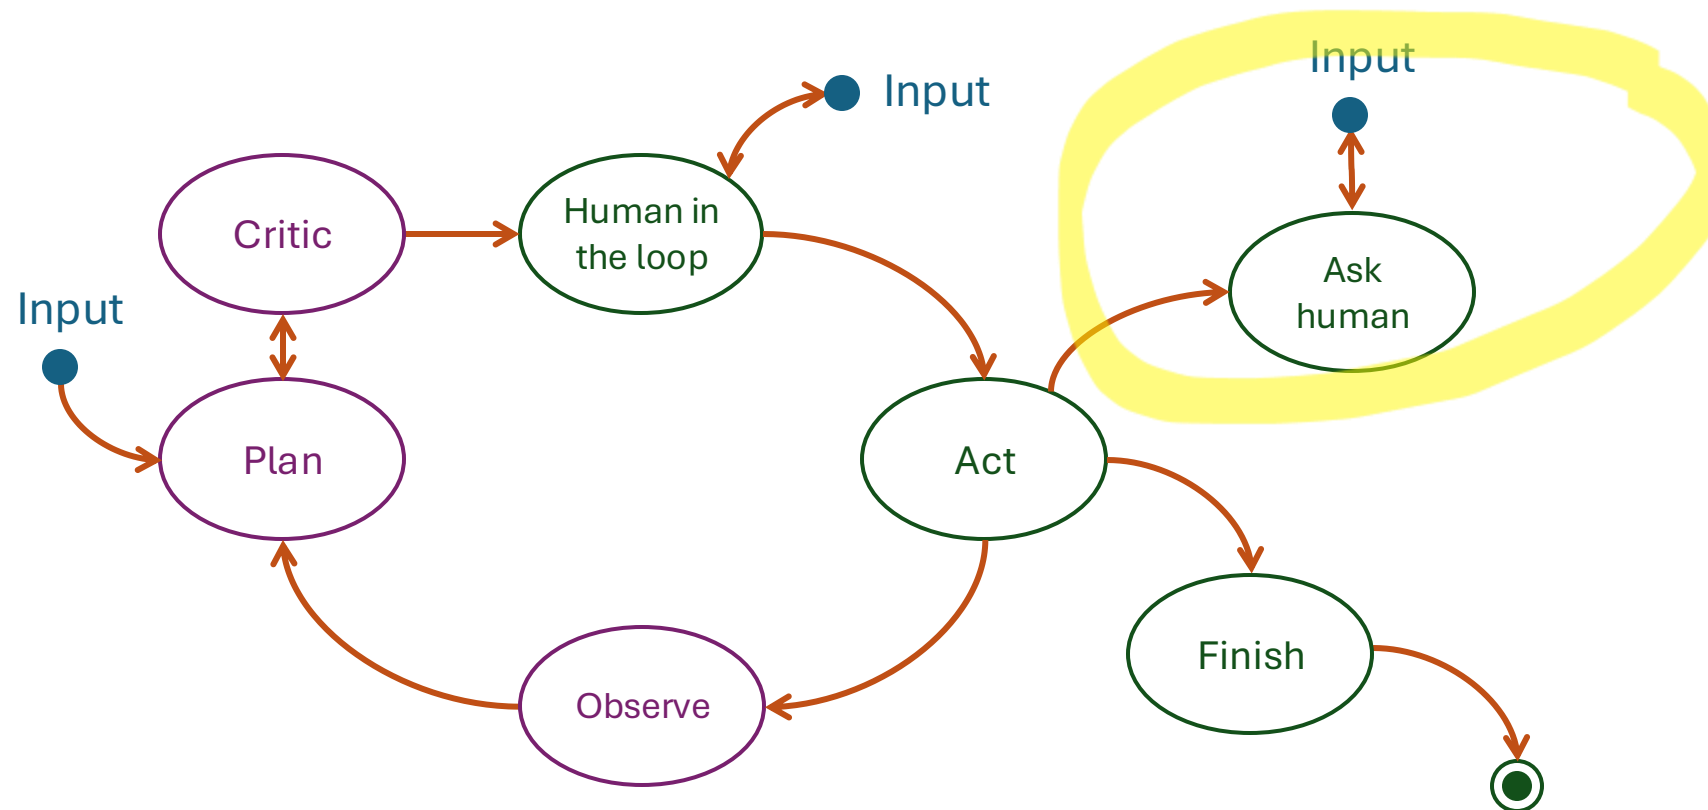 Input
Input
Critic
Human in
the loop
Ask
human
Input
Plan
Act
Finish
Observe